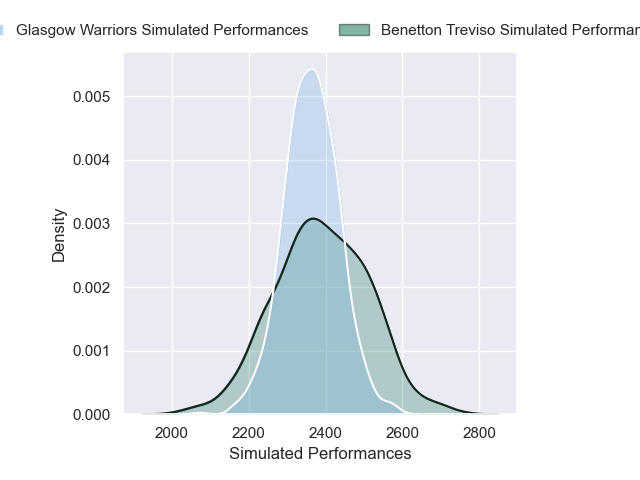 Glasgow Warriors Simulated Performances
Benetton Treviso Simulated
0.005
0.004
0.003
0.002
0.001
0.000
Density
2000 2200 2400 2600 2800
Simulated Performances